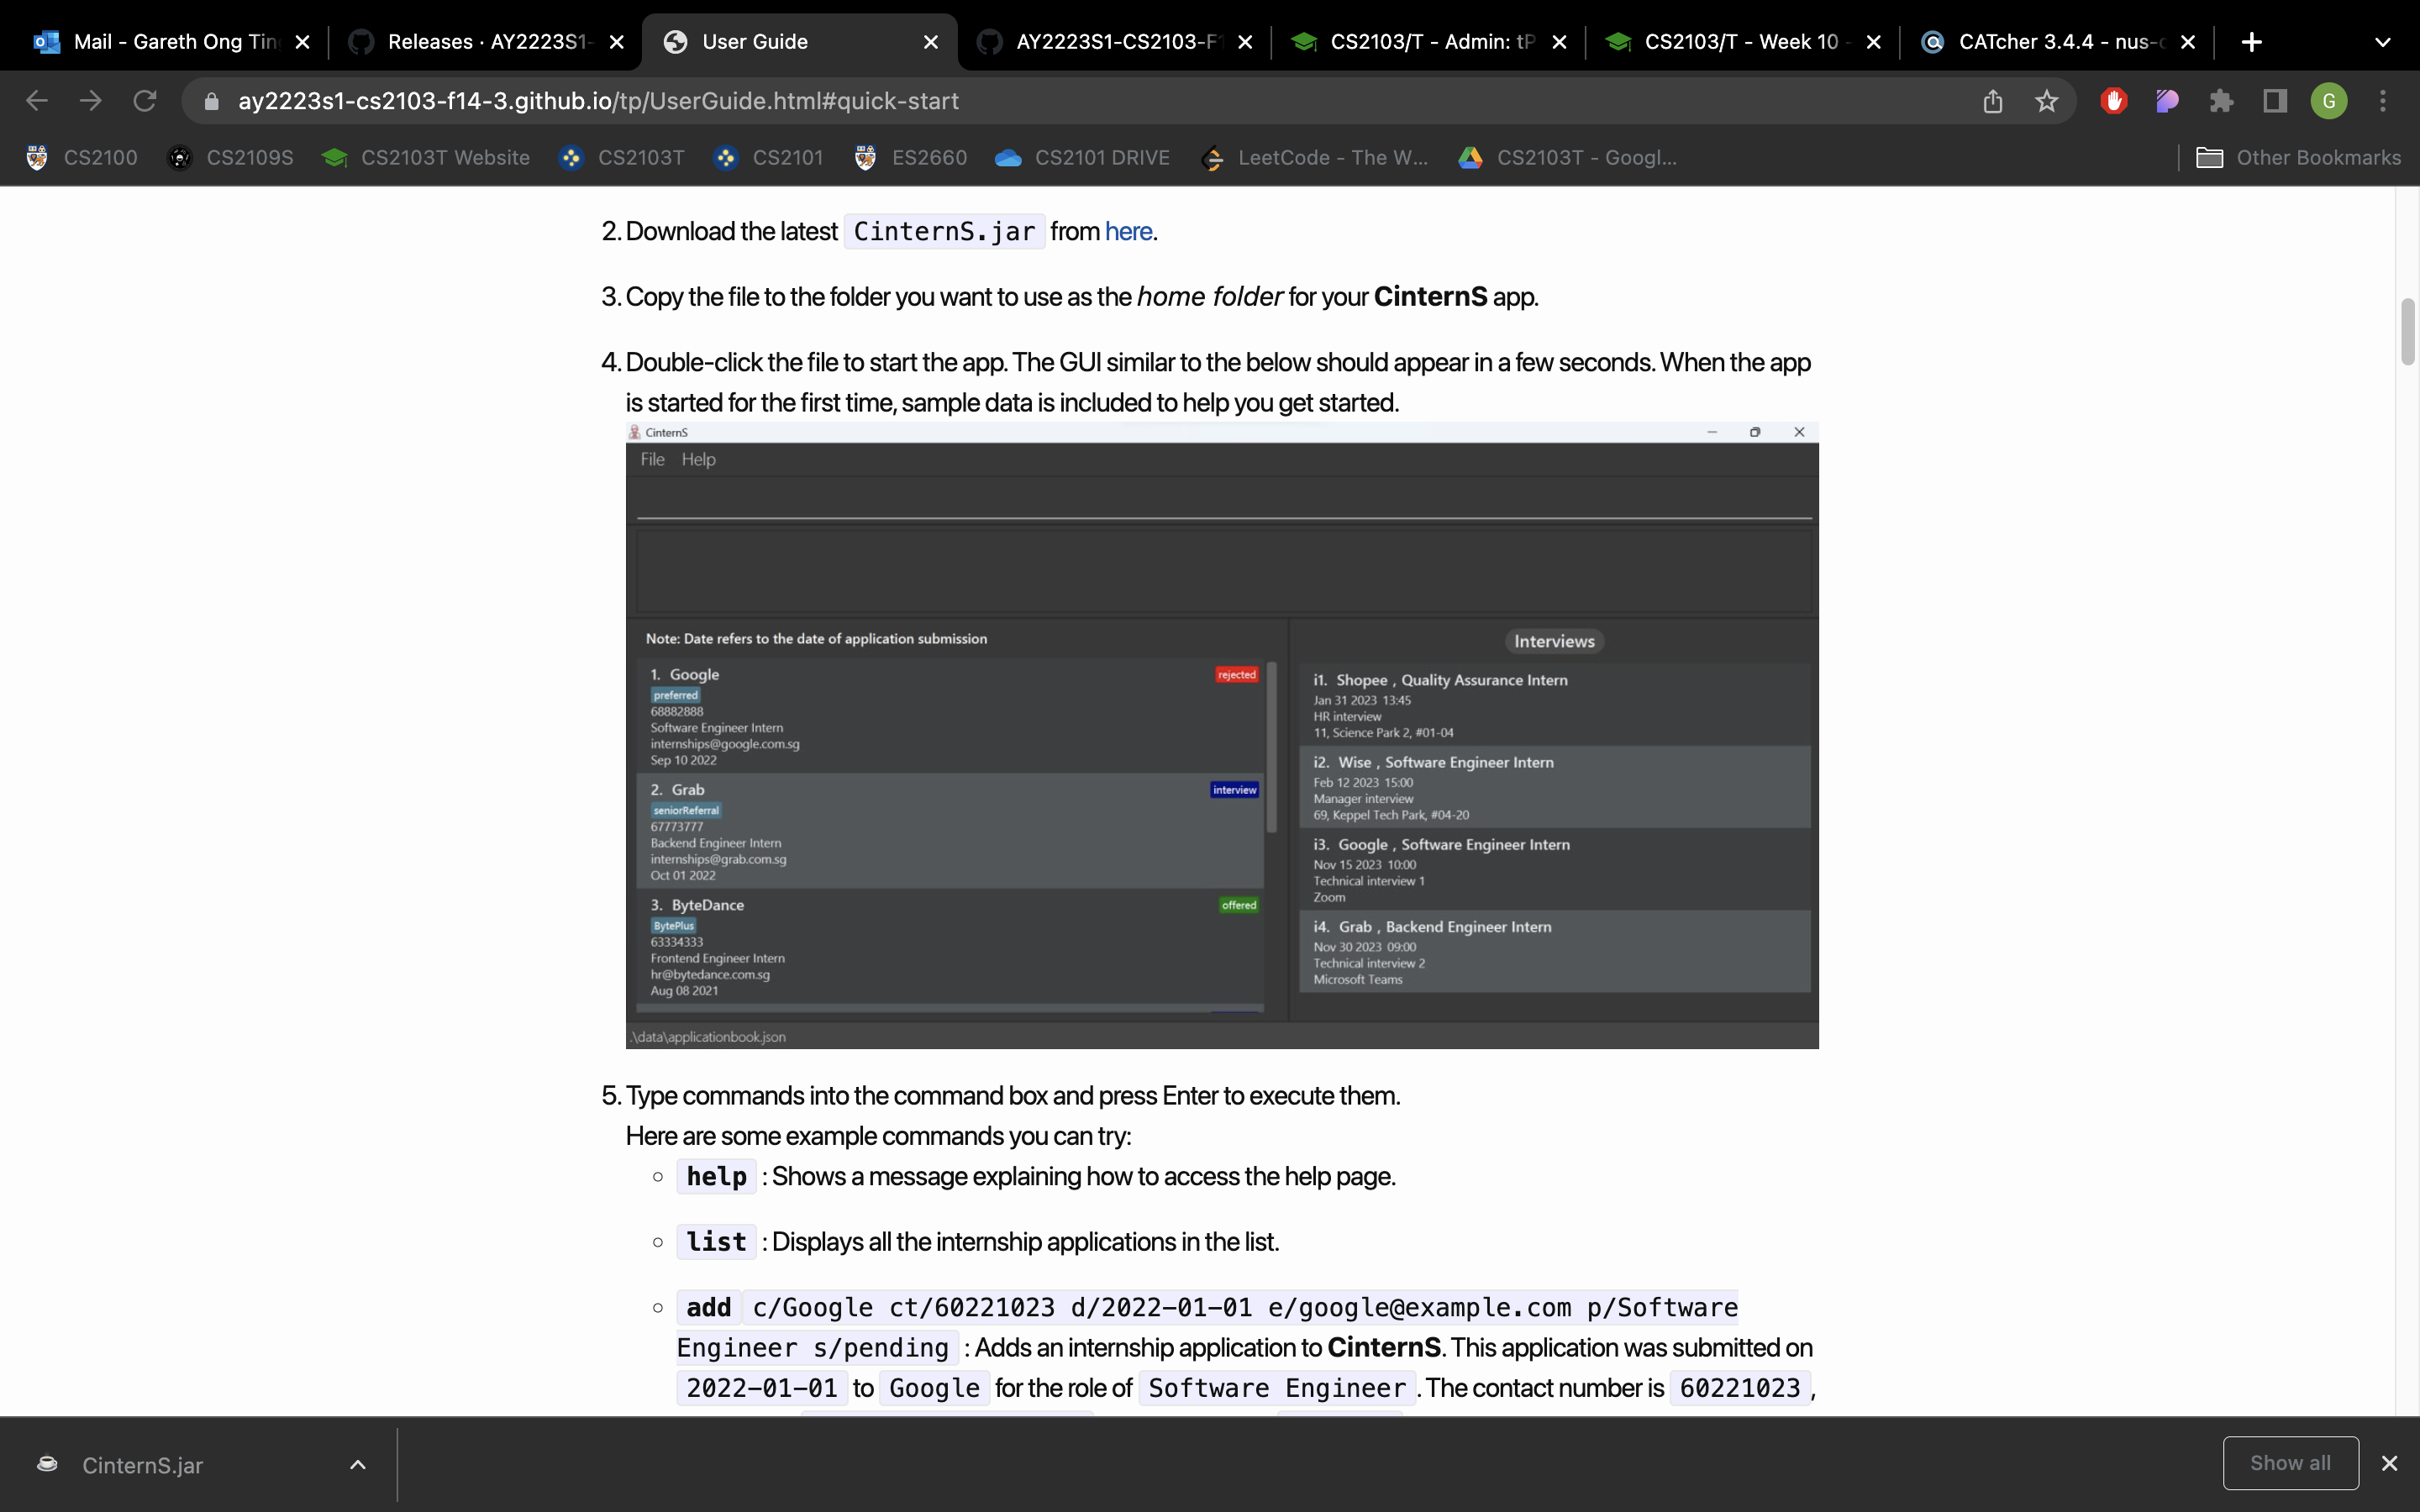 Mail - Gareth Ong Tin
Releases · AY2223S1-
User Guide
AY2223S1-CS2103-F1
CS2103/T - Admin: tP
CS2103/T - Week 10 -
CATcher 3.4.4 - nus-c
ay2223s1-cs2103-f14-3.github.io/tp/UserGuide.html#quick-start
G
CS2100
CS2109S
CS2103T Website
CS2103T
CS2101
ES2660
CS2101 DRIVE
LeetCode - The W...
CS2103T - Googl...
Other Bookmarks
2. Download the latest CinternS.jar from here.
3. Copy the file to the folder you want to use as the home folder for your CinternS app.
4. Double-click the file to start the app. The GUI similar to the below should appear in a few seconds. When the app
is started for the first time, sample data is included to help you get started.
CinternS
File Help
Note: Date refers to the date of application submission
1. Google
rejected
preferred
68882888
Software Engineer Intern
internships@google.com.sg
Sep 10 2022
2. Grab
interview
seniorReferral
67773777
Backend Engineer Intern
internships@grab.com.sg
Oct 01 2022
3. ByteDance
offered
BytePlus
63334333
Frontend Engineer Intern
hr@bytedance.com.sg
Aug 08 2021
Interviews
i1. Shopee , Quality Assurance Intern
Jan 31 2023 13:45
HR interview
11, Science Park 2, #01-04
i2. Wise , Software Engineer Intern
Feb 12 2023 15:00
Manager interview
69, Keppel Tech Park, #04-20
i3. Google , Software Engineer Intern
Nov 15 2023 10:00
Technical interview 1
Zoom
i4. Grab , Backend Engineer Intern
Nov 30 2023 09:00
Technical interview 2
Microsoft Teams
.\data\applicationbook.json
5. Type commands into the command box and press Enter to execute them.
Here are some example commands you can try:
help : Shows a message explaining how to access the help page.
list : Displays all the internship applications in the list.
add c/Google ct/60221023 d/2022-01-01 e/google@example.com p/Software
Engineer s/pending : Adds an internship application to CinternS. This application was submitted on
2022-01-01 to Google for the role of Software Engineer . The contact number is 60221023 ,
CinternS.jar
Show all